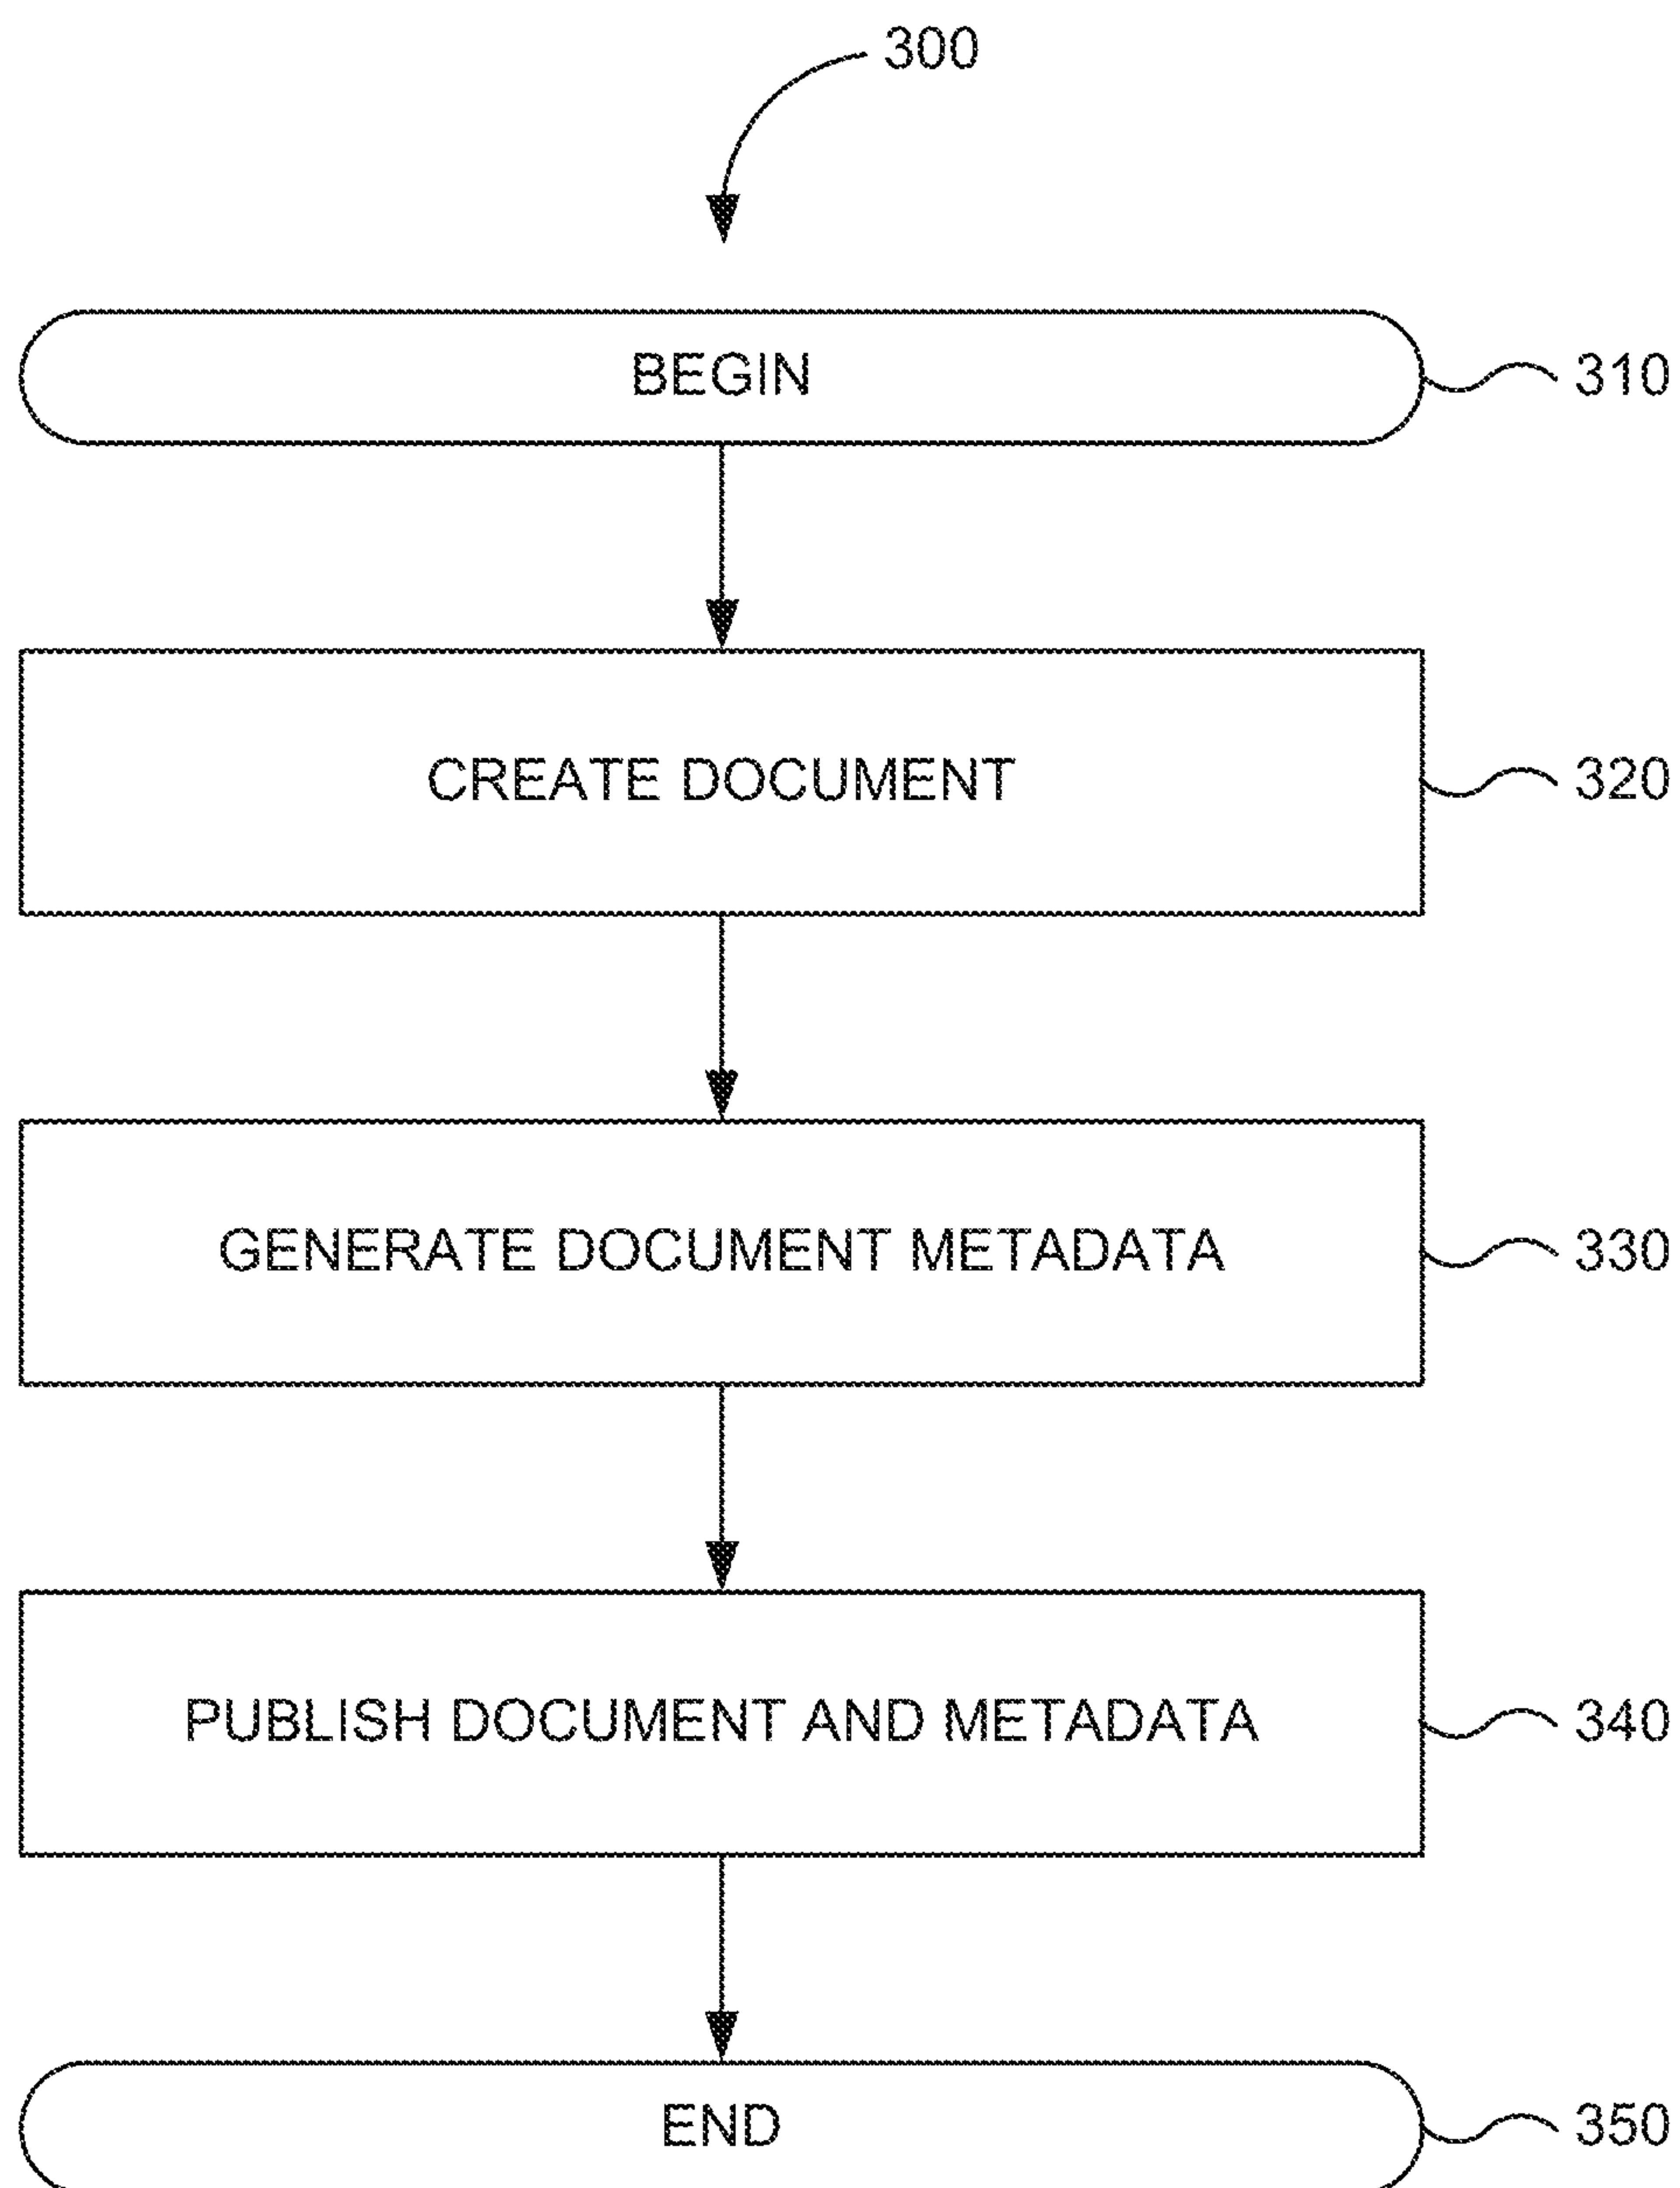 300
BEGIN 310
CREATE DOCUMENT 320
GENERATE DOCUMENT METADATA 330
PUBLISH DOCUMENT AND METADATA 340
END 350